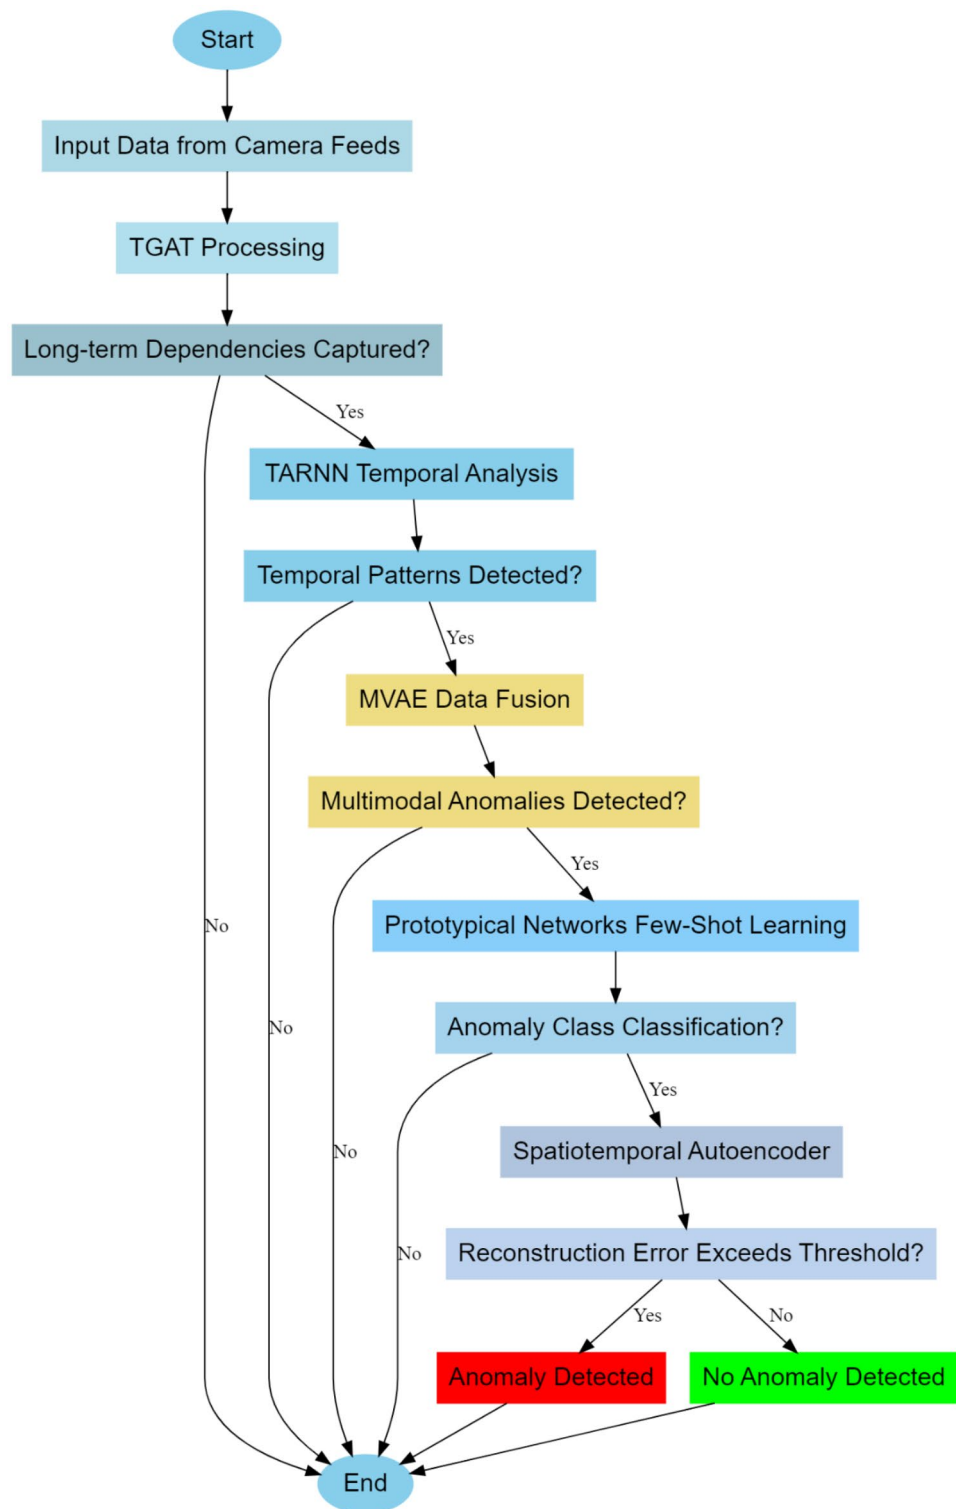 Start
Input Data from Camera Feeds
TGAT Processing
Long-term Dependencies Captured?
Yes
TARNN Temporal Analysis
Temporal Patterns Detected?
Yes
MVAE Data Fusion
Multimodal Anomalies Detected?
Yes
Prototypical Networks Few-Shot Learning
No
Anomaly Class Classification?
No
Yes
Spatiotemporal Autoencoder
No
Reconstruction Error Exceeds Threshold?
No
Yes
No
Anomaly Detected
No Anomaly Detected
End